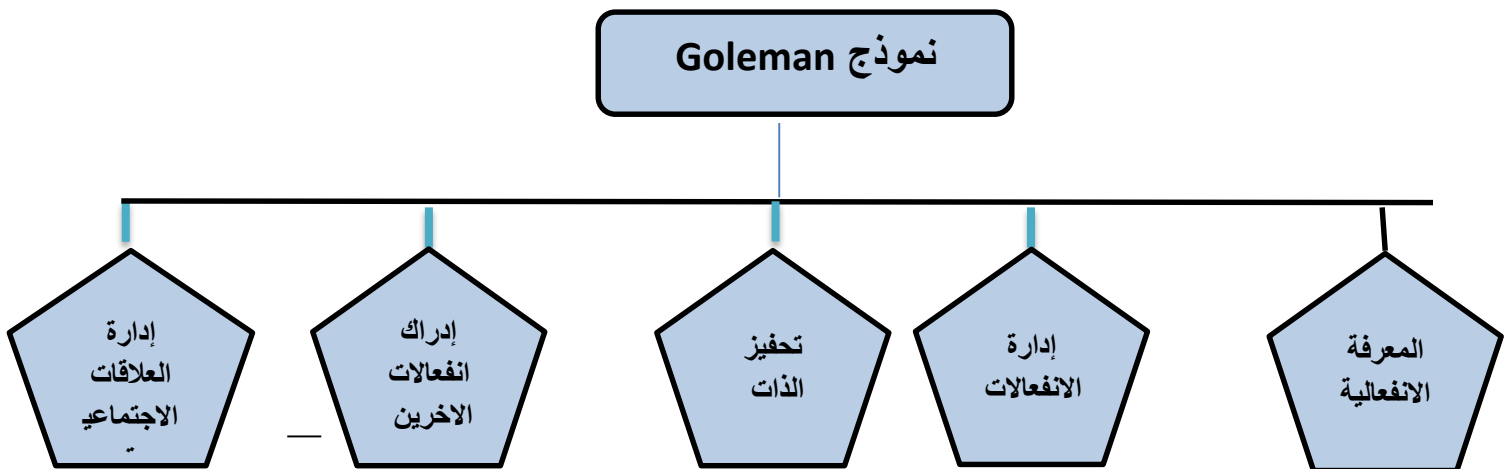 نموذج Goleman
المعرفة
الانفعالية
إدارة
الانفعالات
تحفيز
الذات
إدراك
انفعالات
الاخرين
إدارة
العلاقات
الاجتماعي